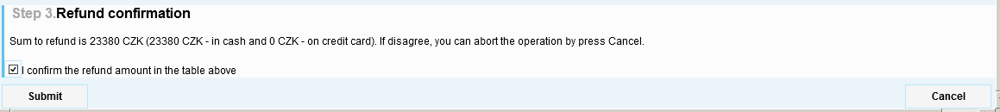 Step 3.Refund confirmation
Sum to refund is 23380 CZK (23380 CZK - in cash and 0 CZK - on credit card). If disagree, you can abort the operation by press Cancel.
I confirm the refund amount in the table above
Submit Cancel